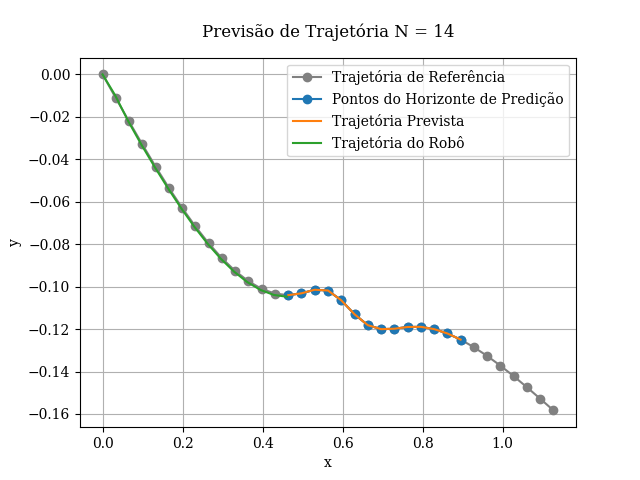 Previsão de Trajetória N = 14
0.00
−0.02
−0.04
−0.06
−0.08
−0.10
−0.12
−0.14
−0.16
y
Trajetória de Referência
Pontos do Horizonte de Predição
Trajetória Prevista
Trajetória do Robô
0.0 0.2 0.4 0.6 0.8 1.0
x